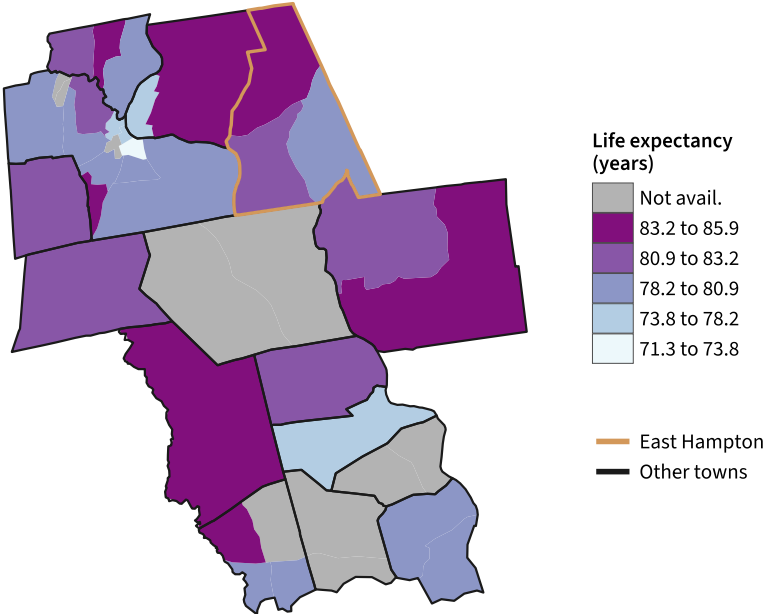 Life expectancy
(years)
Not avail.
83.2 to 85.9
80.9 to 83.2
78.2 to 80.9
73.8 to 78.2
71.3 to 73.8
East Hampton
Other towns